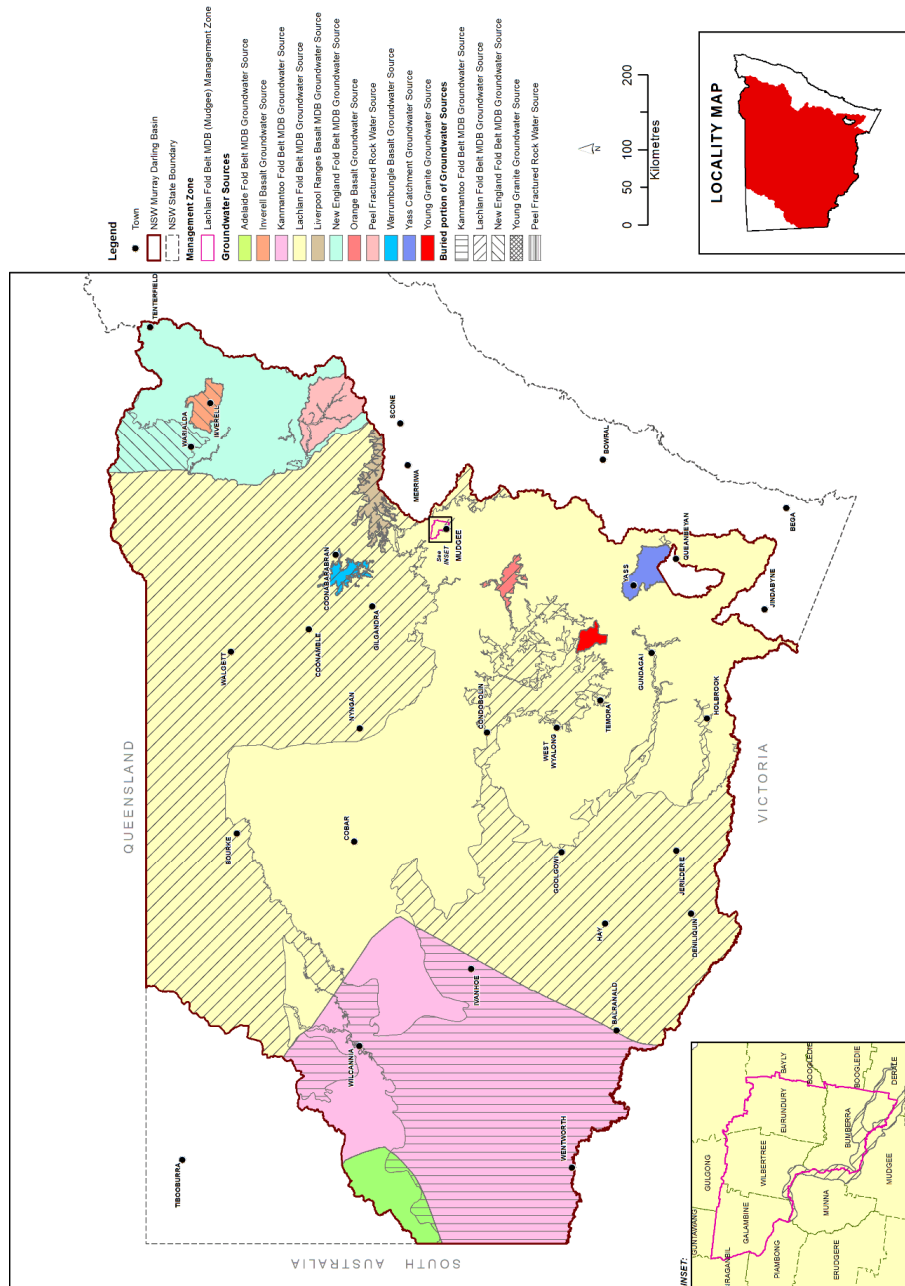 QUEENSLAND
TENTERFIELD
TIBOOBURRA
WARIALDA
INVERELL
WALGETT
BOURKE
COONAMBLE
COONABARABRAN
GILGANDRA
NYNGAN
COBAR
WILCANNIA
SCONE
MERRIWA
See
INSET
MUDGEE
IVANHOE
CONDOBOLIN
WEST
WYALONG
GOOLGOWI
TEMORA
BOWRAL
HAY
BALRANALD
WENTWORTH
YASS
GUNDAGAI
QUEANBEYAN
JERILDERIE
DENILIQUIN
HOLBROOK
JINDABYNE
BEGA
SOUTH AUSTRALIA
VICTORIA
INSET:
GUNTAWANG
GULGONG
GALAMBINE
WILBERTREE
EURUNDURY
BAYLY
BOOGLEDIE
PIAMBONG
MUNNA
BUMBERRA
BOOGLEDIE
ERUDGERE
MUDGEE
DERALE
Legend
Town
NSW Murray Darling Basin
NSW State Boundary
Management Zone
Lachlan Fold Belt MDB (Mudgee) Management Zone
Groundwater Sources
Adelaide Fold Belt MDB Groundwater Source
Inverell Basalt Groundwater Source
Kanmantoo Fold Belt MDB Groundwater Source
Lachlan Fold Belt MDB Groundwater Source
Liverpool Ranges Basalt MDB Groundwater Source
New England Fold Belt MDB Groundwater Source
Orange Basalt Groundwater Source
Peel Fractured Rock Water Source
Warrumbungle Basalt Groundwater Source
Yass Catchment Groundwater Source
Young Granite Groundwater Source
Buried portion of Groundwater Sources
Kanmantoo Fold Belt MDB Groundwater Source
Lachlan Fold Belt MDB Groundwater Source
New England Fold Belt MDB Groundwater Source
Young Granite Groundwater Source
Peel Fractured Rock Water Source
N
0 50 100 200
Kilometres
LOCALITY MAP